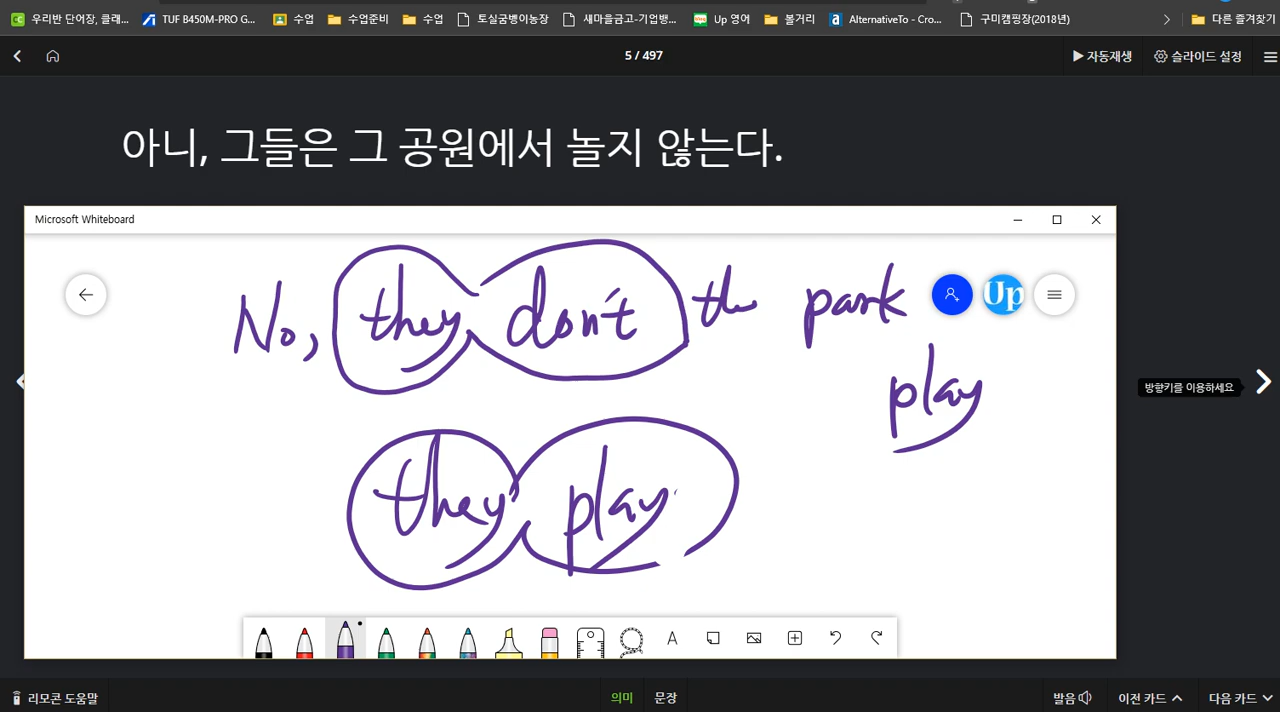 우리반 단어장, 클래... TUF B450M-PRO G... 수업 수업준비 수업 토실굼벵이농장 새마을금고-기업뱅... Up 영어 볼거리 AlternativeTo - Cro... 구미캠핑장(2018년) 다른 즐겨찾기
5 / 497 자동재생 슬라이드 설정
아니, 그들은 그 공원에서 놀지 않는다.
Microsoft Whiteboard
No, they don't the park Up
play
방향키를 이용하세요
they play
A
리모콘 도움말 의미 문장 발음 이전 카드 다음 카드